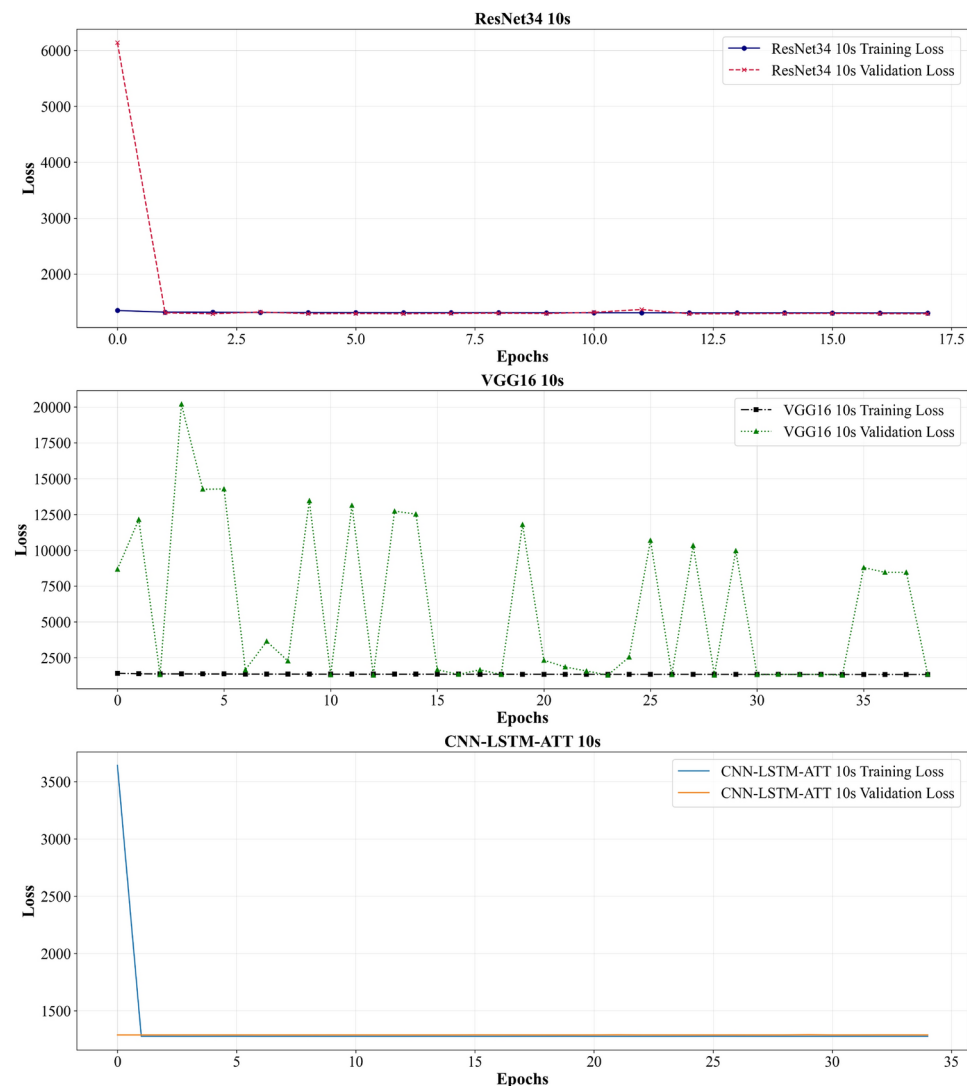 ResNet34 10s
6000
5000
4000
3000
2000
Loss
ResNet34 10s Training Loss
ResNet34 10s Validation Loss
0.0 2.5 5.0 7.5 10.0 12.5 15.0 17.5
Epochs
VGG16 10s
20000
17500
15000
12500
10000
7500
5000
2500
Loss
VGG16 10s Training Loss
VGG16 10s Validation Loss
0 5 10 15 20 25 30 35
Epochs
CNN-LSTM-ATT 10s
3500
3000
2500
2000
1500
Loss
CNN-LSTM-ATT 10s Training Loss
CNN-LSTM-ATT 10s Validation Loss
0 5 10 15 20 25 30 35
Epochs